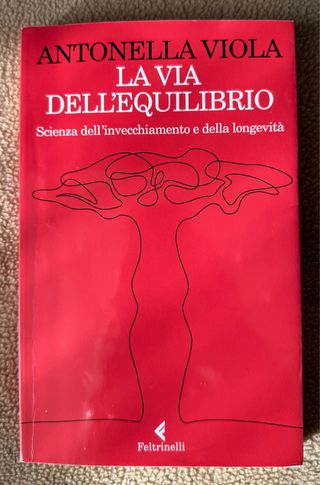 ANTONELLA VIOLA
LA VIA
DELL'EQUILIBRIO
Scienza dell'invecchiamento e della longevità
Feltrinelli